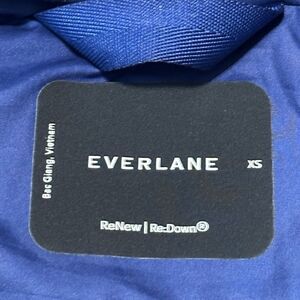 Bac Giang, Vietnam
EVERLANE
XS
ReNew | Re:Down®